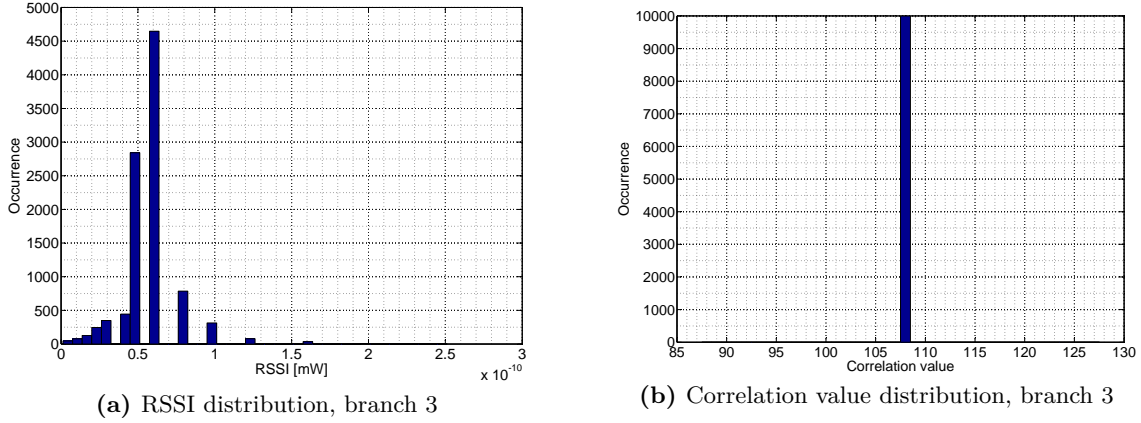 5000
4500
4000
3500
3000
2500
2000
1500
1000
500
0
Occurrence
0 0.5 1 1.5 2 2.5 3
RSSI [mW]
x 10^-10
(a) RSSI distribution, branch 3
10000
9000
8000
7000
6000
5000
4000
3000
2000
1000
0
Occurrence
85 90 95 100 105 110 115 120 125 130
Correlation value
(b) Correlation value distribution, branch 3